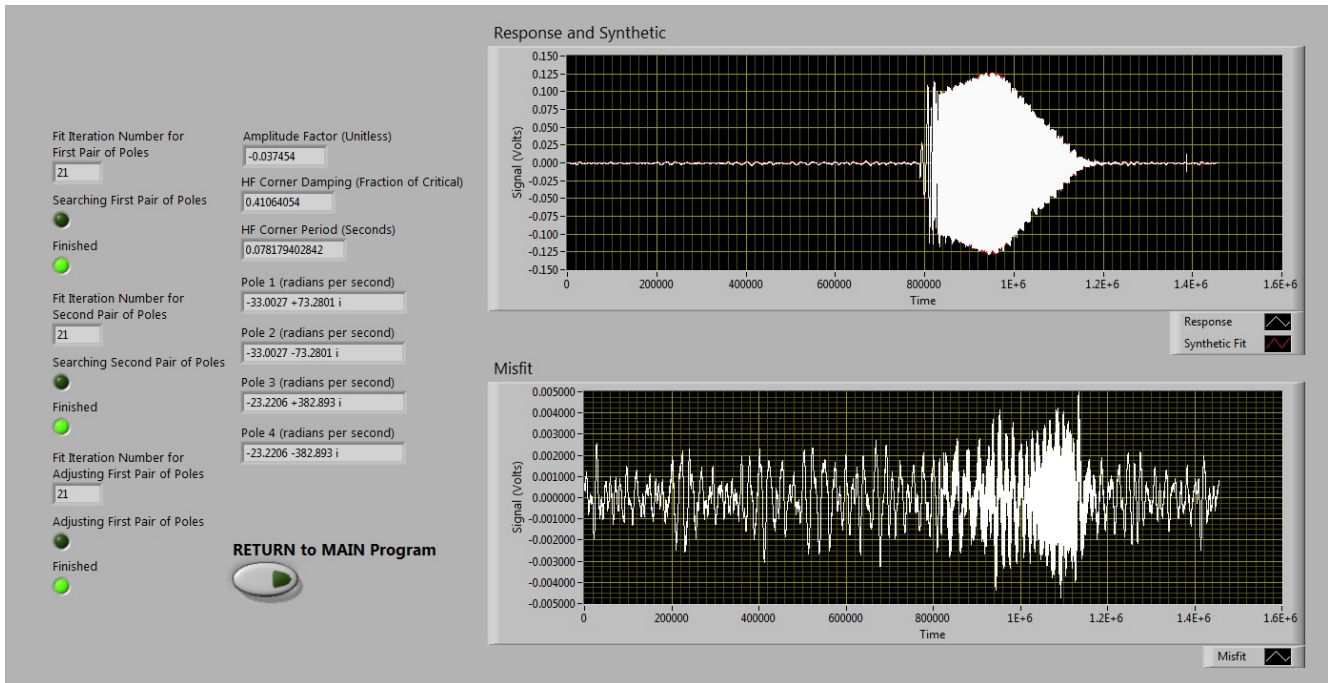 Fit Iteration Number for
First Pair of Poles
21
Searching First Pair of Poles
Finished
Fit Iteration Number for
Second Pair of Poles
21
Searching Second Pair of Poles
Finished
Fit Iteration Number for
Adjusting First Pair of Poles
21
Adjusting First Pair of Poles
Finished
Amplitude Factor (Unitless)
-0.037454
HF Corner Damping (Fraction of Critical)
0.41064054
HF Corner Period (Seconds)
0.078179402842
Pole 1 (radians per second)
-33.0027 +73.2801 i
Pole 2 (radians per second)
-33.0027 -73.2801 i
Pole 3 (radians per second)
-23.2206 +382.893 i
Pole 4 (radians per second)
-23.2206 -382.893 i
RETURN to MAIN Program
Response and Synthetic
Signal (Volts)
0.150
0.125
0.100
0.075
0.050
0.025
0.000
-0.025
-0.050
-0.075
-0.100
-0.125
-0.150
0 200000 400000 600000 800000 1E+6 1.2E+6 1.4E+6 1.6E+6
Time
Response
Synthetic Fit
Misfit
Signal (Volts)
0.005000
0.004000
0.003000
0.002000
0.001000
0.000000
-0.001000
-0.002000
-0.003000
-0.004000
-0.005000
0 200000 400000 600000 800000 1E+6 1.2E+6 1.4E+6 1.6E+6
Time
Misfit